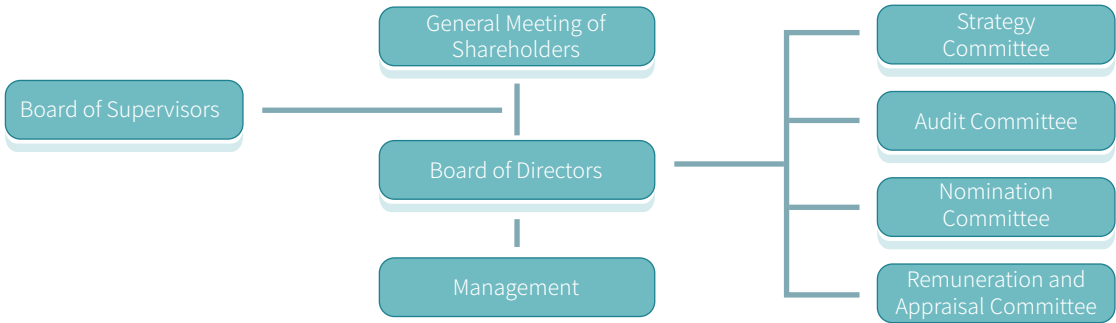 General Meeting of
Shareholders
Board of Supervisors
Board of Directors
Management
Strategy
Committee
Audit Committee
Nomination
Committee
Remuneration and
Appraisal Committee